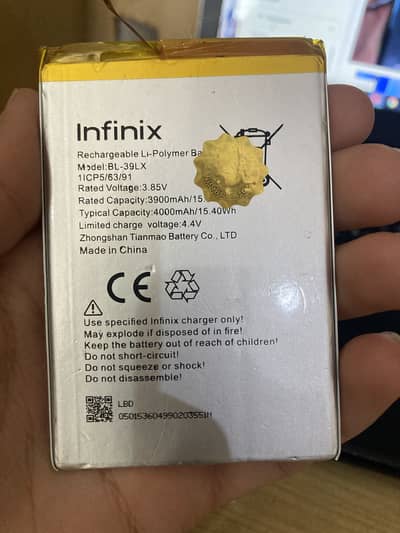 Infinix
Rechargeable Li-Polymer Ba
Model:BL-39LX
1ICP5/63/91
Rated Voltage:3.85V
Rated Capacity:3900mAh/15.
Typical Capacity:4000mAh/15.40Wh
Limited charge voltage:4.4V
Zhongshan Tianmao Battery Co., LTD
Made in China
CE
Use specified Infinix charger only!
May explode if disposed of in fire!
Keep the battery out of reach of children!
Do not short-circuit!
Do not squeeze or shock!
Do not disassemble!
LBD
0501536049902035​51H